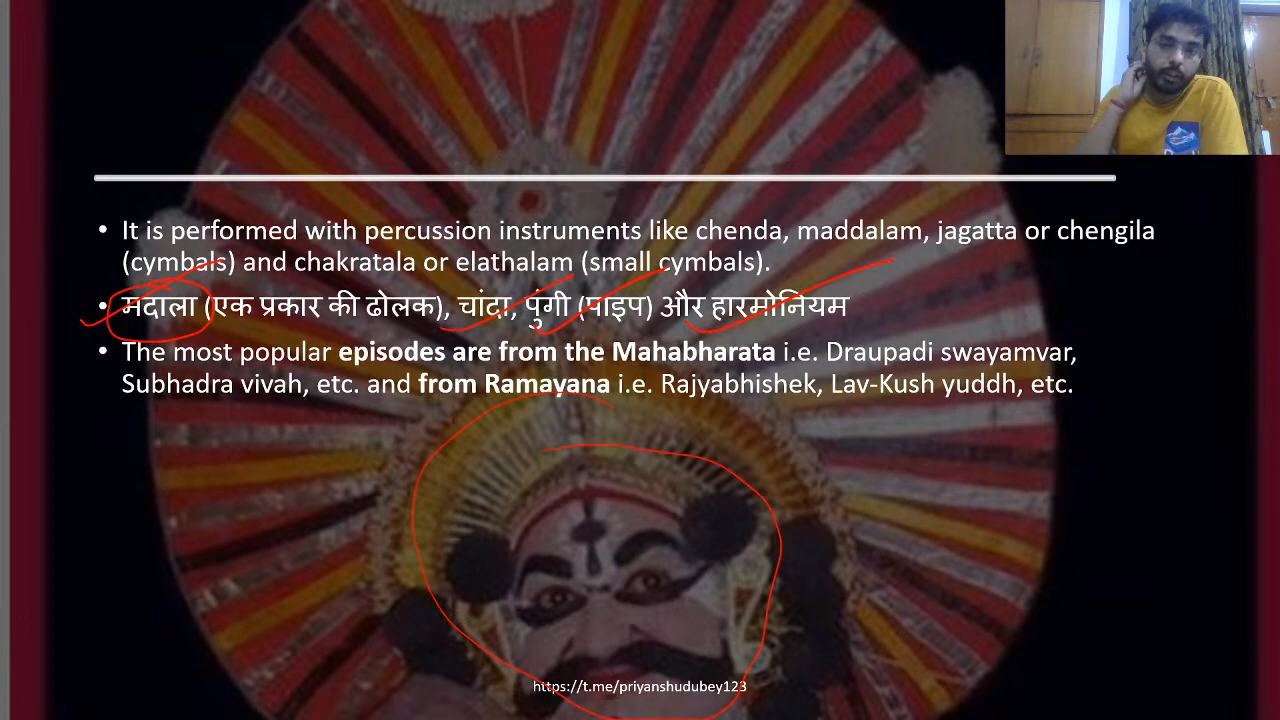 • It is performed with percussion instruments like chenda, maddalam, jagatta or chengila
(cymbals) and chakratala or elathalam (small cymbals).
• मदाला (एक प्रकार की ढोलक), चांदा, पुंगी (पाइप) और हारमोनियम
• The most popular episodes are from the Mahabharata i.e. Draupadi swayamvar,
Subhadra vivah, etc. and from Ramayana i.e. Rajyabhishek, Lav-Kush yuddh, etc.
https://t.me/priyanshudubey123